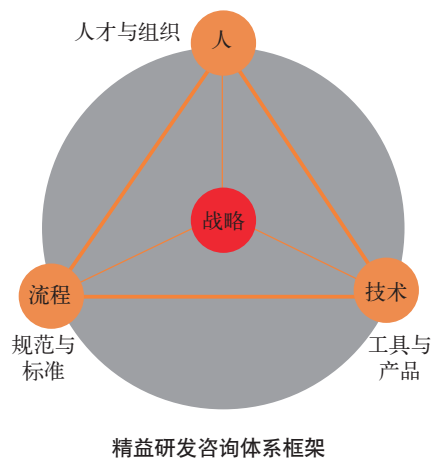 人才与组织
人
战略
流程
技术
规范与
标准
工具与
产品
精益研发咨询体系框架